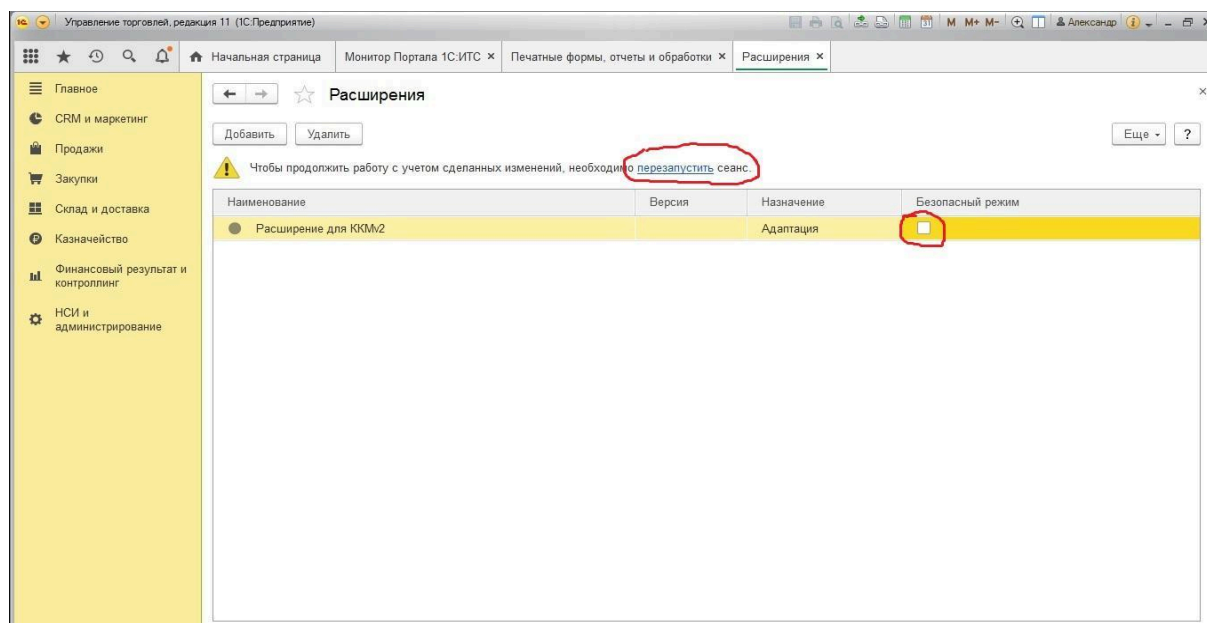 Управление торговлей, редакция 11 (1С:Предприятие)
M M+ M- Александр
Начальная страница Монитор Портала 1С:ИТС × Печатные формы, отчеты и обработки × Расширения ×
Главное
CRM и маркетинг
Продажи
Закупки
Склад и доставка
Казначейство
Финансовый результат и
контроллинг
НСИ и
администрирование
Расширения
Добавить Удалить Еще ?
Чтобы продолжить работу с учетом сделанных изменений, необходимо перезапустить сеанс.
Наименование Версия Назначение Безопасный режим
Расширение для ККМv2 Адаптация